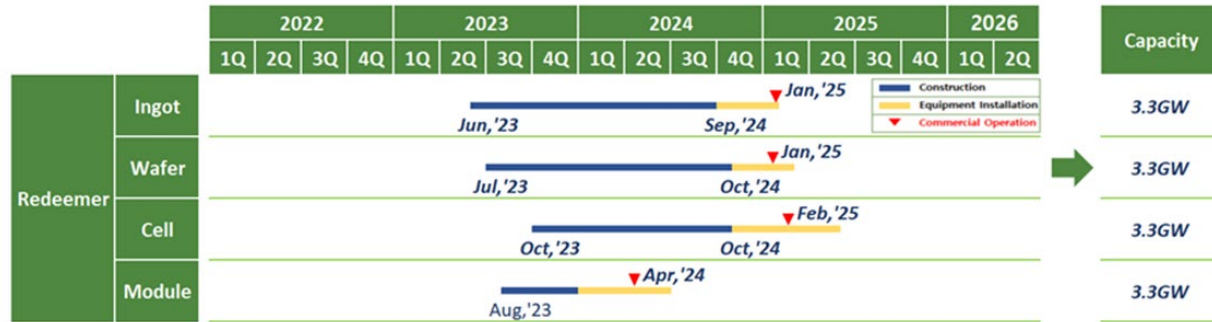 2022 2023 2024 2025 2026 Capacity
1Q 2Q 3Q 4Q 1Q 2Q 3Q 4Q 1Q 2Q 3Q 4Q 1Q 2Q 3Q 4Q 1Q 2Q
Redeemer
Ingot Jan,'25 3.3GW
Jun,'23 Sep,'24
Construction
Equipment Installation
Commercial Operation
Wafer Jan,'25 3.3GW
Jul,'23 Oct,'24
Cell Feb,'25 3.3GW
Oct,'23 Oct,'24
Module Apr,'24 3.3GW
Aug,'23